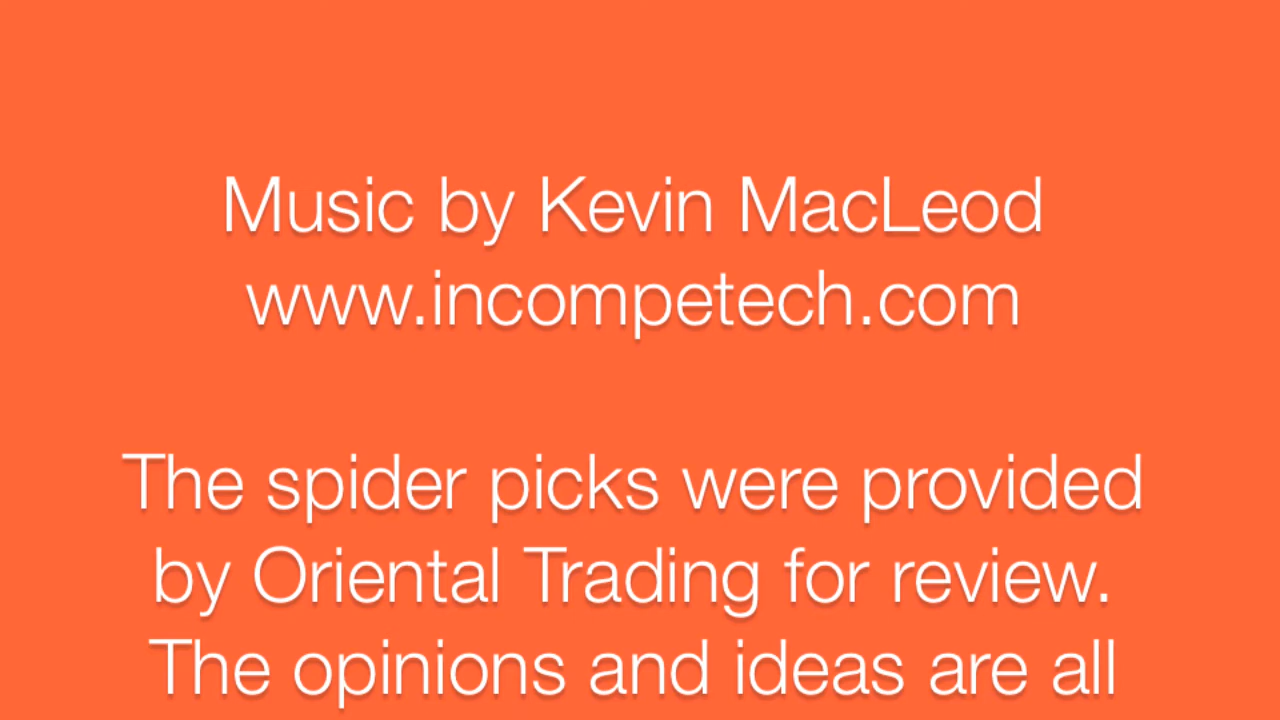 Music by Kevin MacLeod
www.incompetech.com
The spider picks were provided
by Oriental Trading for review.
The opinions and ideas are all